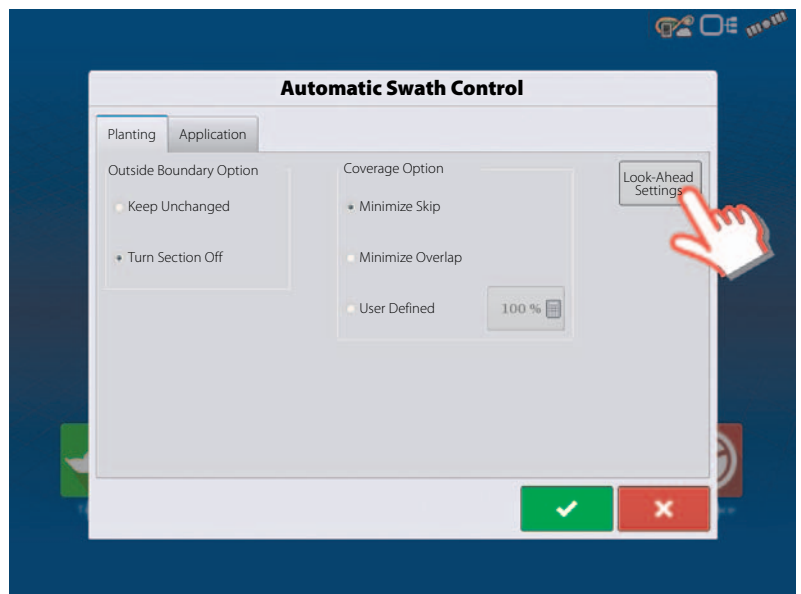 Automatic Swath Control
Planting
Application
Outside Boundary Option
Keep Unchanged
Turn Section Off
Coverage Option
Minimize Skip
Minimize Overlap
User Defined
100 %
Look-Ahead
Settings